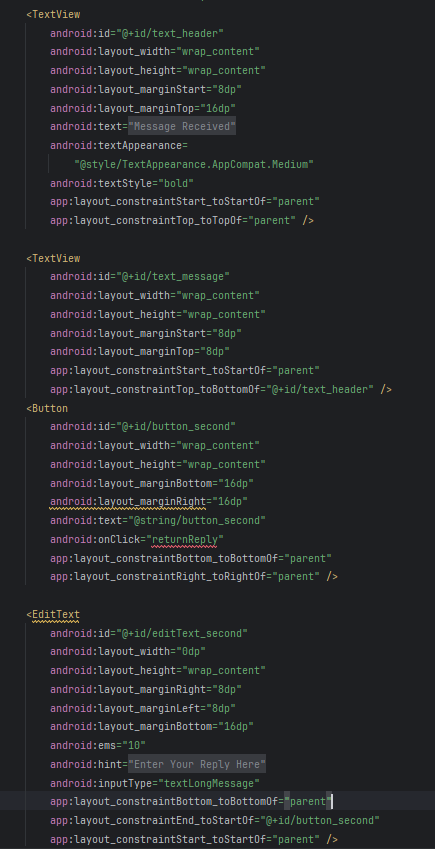 <TextView
android:id="@+id/text_header"
android:layout_width="wrap_content"
android:layout_height="wrap_content"
android:layout_marginStart="8dp"
android:layout_marginTop="16dp"
android:text="Message Received"
android:textAppearance=
"@style/TextAppearance.AppCompat.Medium"
android:textStyle="bold"
app:layout_constraintStart_toStartOf="parent"
app:layout_constraintTop_toTopOf="parent" />
<TextView
android:id="@+id/text_message"
android:layout_width="wrap_content"
android:layout_height="wrap_content"
android:layout_marginStart="8dp"
android:layout_marginTop="8dp"
app:layout_constraintStart_toStartOf="parent"
app:layout_constraintTop_toBottomOf="@+id/text_header" />
<Button
android:id="@+id/button_second"
android:layout_width="wrap_content"
android:layout_height="wrap_content"
android:layout_marginBottom="16dp"
android:layout_marginRight="16dp"
android:text="@string/button_second"
android:onClick="returnReply"
app:layout_constraintBottom_toBottomOf="parent"
app:layout_constraintRight_toRightOf="parent" />
<EditText
android:id="@+id/editText_second"
android:layout_width="0dp"
android:layout_height="wrap_content"
android:layout_marginRight="8dp"
android:layout_marginLeft="8dp"
android:layout_marginBottom="16dp"
android:ems="10"
android:hint="Enter Your Reply Here"
android:inputType="textLongMessage"
app:layout_constraintBottom_toBottomOf="parent"
app:layout_constraintEnd_toStartOf="@+id/button_second"
app:layout_constraintStart_toStartOf="parent" />